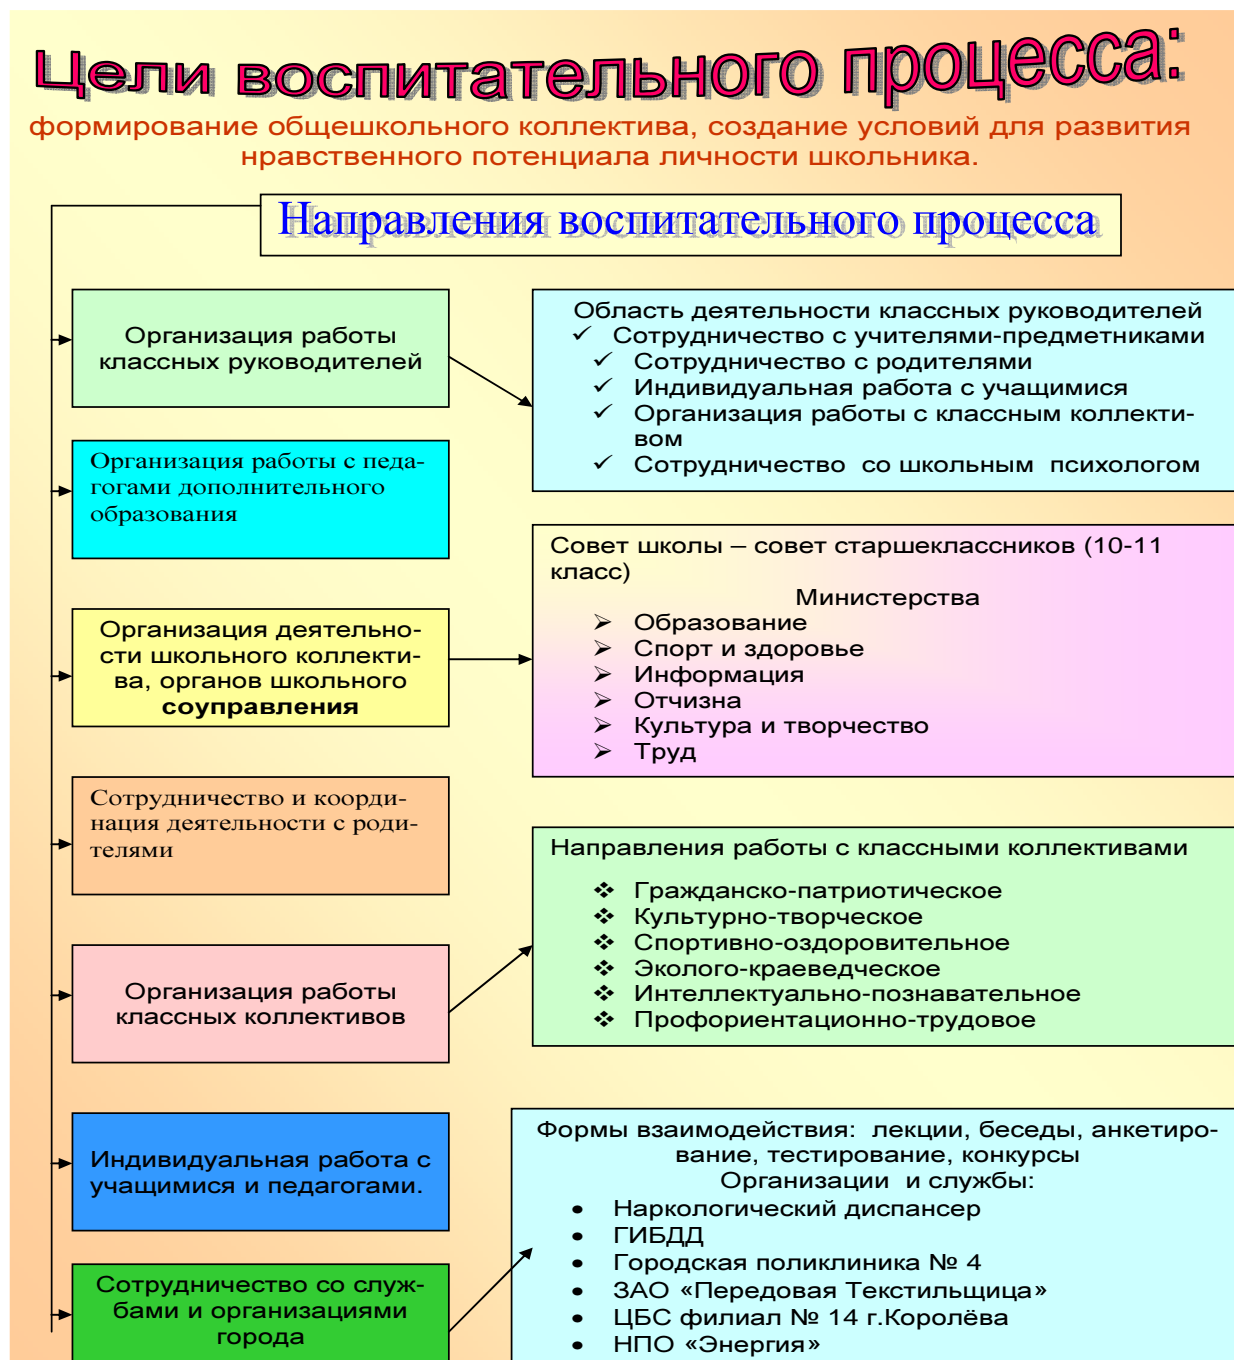 Цели воспитательного процесса:
формирование общешкольного коллектива, создание условий для развития
нравственного потенциала личности школьника.
Направления воспитательного процесса
Организация работы
классных руководителей
Область деятельности классных руководителей
✓ Сотрудничество с учителями-предметниками
✓ Сотрудничество с родителями
✓ Индивидуальная работа с учащимися
✓ Организация работы с классным коллекти-
вом
✓ Сотрудничество со школьным психологом
Организация работы с педа-
гогами дополнительного
образования
Организация деятельно-
сти школьного коллекти-
ва, органов школьного
соуправления
Совет школы – совет старшеклассников (10-11
класс)
Министерства
➢ Образование
➢ Спорт и здоровье
➢ Информация
➢ Отчизна
➢ Культура и творчество
➢ Труд
Сотрудничество и коорди-
нация деятельности с роди-
телями
Организация работы
классных коллективов
Направления работы с классными коллективами
❖ Гражданско-патриотическое
❖ Культурно-творческое
❖ Спортивно-оздоровительное
❖ Эколого-краеведческое
❖ Интеллектуально-познавательное
❖ Профориентационно-трудовое
Индивидуальная работа с
учащимися и педагогами.
Сотрудничество со служ-
бами и организациями
города
Формы взаимодействия: лекции, беседы, анкетиро-
вание, тестирование, конкурсы
Организации и службы:
• Наркологический диспансер
• ГИБДД
• Городская поликлиника № 4
• ЗАО «Передовая Текстильщица»
• ЦБС филиал № 14 г.Королёва
• НПО «Энергия»